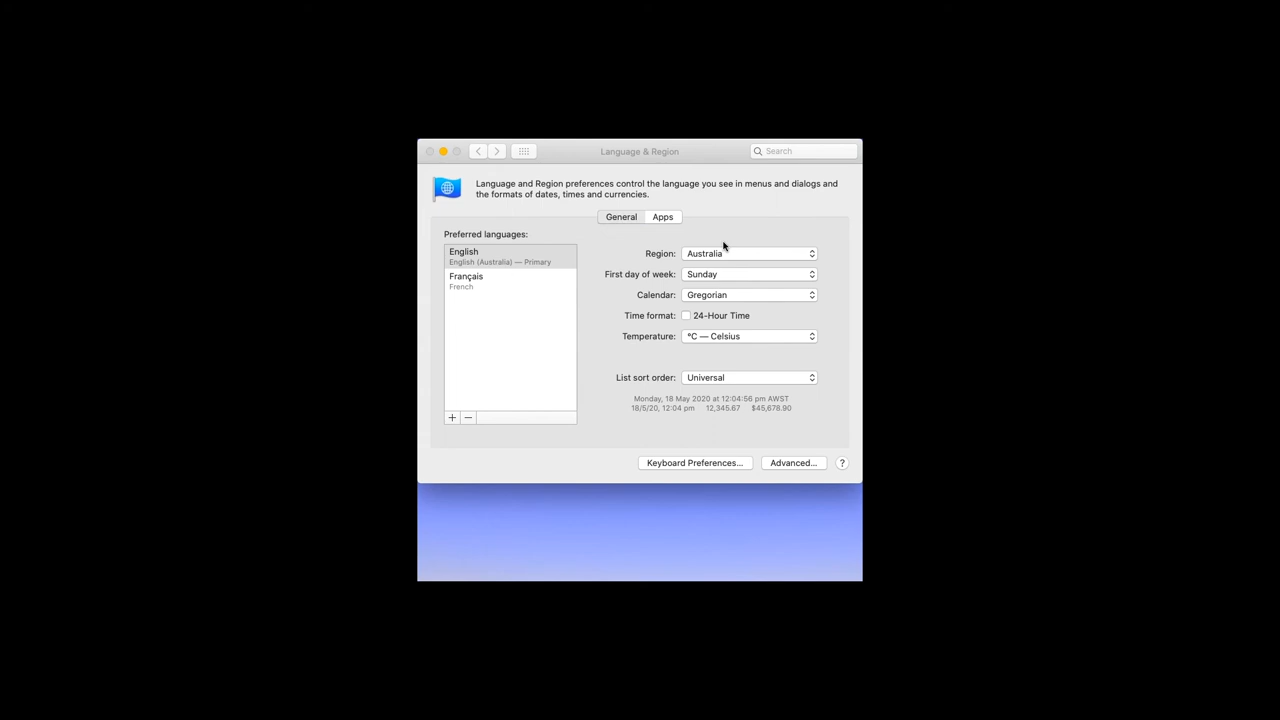 Language & Region
Search
Language and Region preferences control the language you see in menus and dialogs and
the formats of dates, times and currencies.
General Apps
Preferred languages:
English
English (Australia) — Primary
Français
French
+ −
Region: Australia
First day of week: Sunday
Calendar: Gregorian
Time format: 24-Hour Time
Temperature: °C — Celsius
List sort order: Universal
Monday, 18 May 2020 at 12:04:56 pm AWST
18/5/20, 12:04 pm 12,345.67 $45,678.90
Keyboard Preferences... Advanced... ?